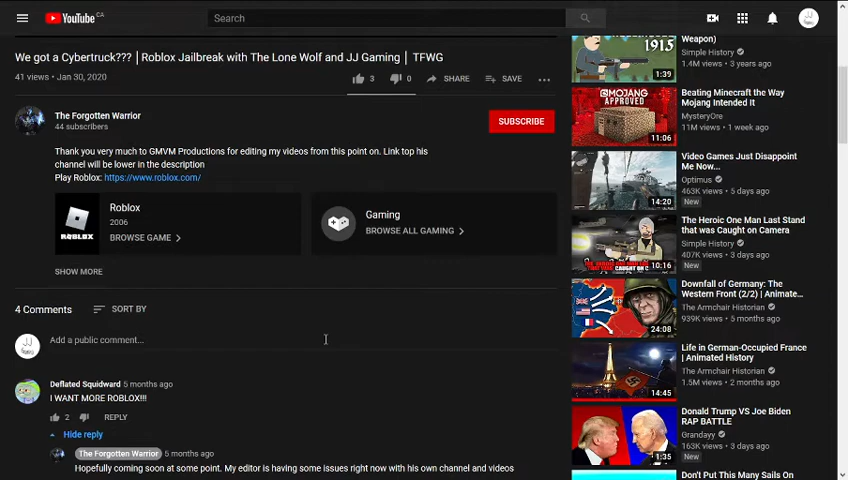 YouTube CA
Search
We got a Cybertruck??? | Roblox Jailbreak with The Lone Wolf and JJ Gaming | TFWG
41 views • Jan 30, 2020
3
0
SHARE
SAVE
The Forgotten Warrior
44 subscribers
SUBSCRIBE
Thank you very much to GMVM Productions for editing my videos from this point on. Link top his
channel will be lower in the description
Play Roblox: https://www.roblox.com/
ROBLOX
Roblox
2006
BROWSE GAME
Gaming
BROWSE ALL GAMING
SHOW MORE
4 Comments
SORT BY
Add a public comment...
Deflated Squidward 5 months ago
I WANT MORE ROBLOX!!!
2
REPLY
Hide reply
The Forgotten Warrior 5 months ago
Hopefully coming soon at some point. My editor is having some issues right now with his own channel and videos
1915
1:39
Weapon)
Simple History
1.4M views • 3 years ago
MOJANG
APPROVED
11:06
Beating Minecraft the Way
Mojang Intended It
MysteryOre
11M views • 1 week ago
14:20
Video Games Just Disappoint
Me Now...
Optimus
463K views • 5 days ago
New
10:16
The Heroic One Man Last Stand
that was Caught on Camera
Simple History
407K views • 3 days ago
New
24:08
Downfall of Germany: The
Western Front (2/2) | Animate...
The Armchair Historian
939K views • 5 months ago
14:45
Life in German-Occupied France
| Animated History
The Armchair Historian
1.5M views • 2 months ago
1:35
Donald Trump VS Joe Biden
RAP BATTLE
Grandayy
93K views • 3 days ago
New
Don't Put This Many Sails On